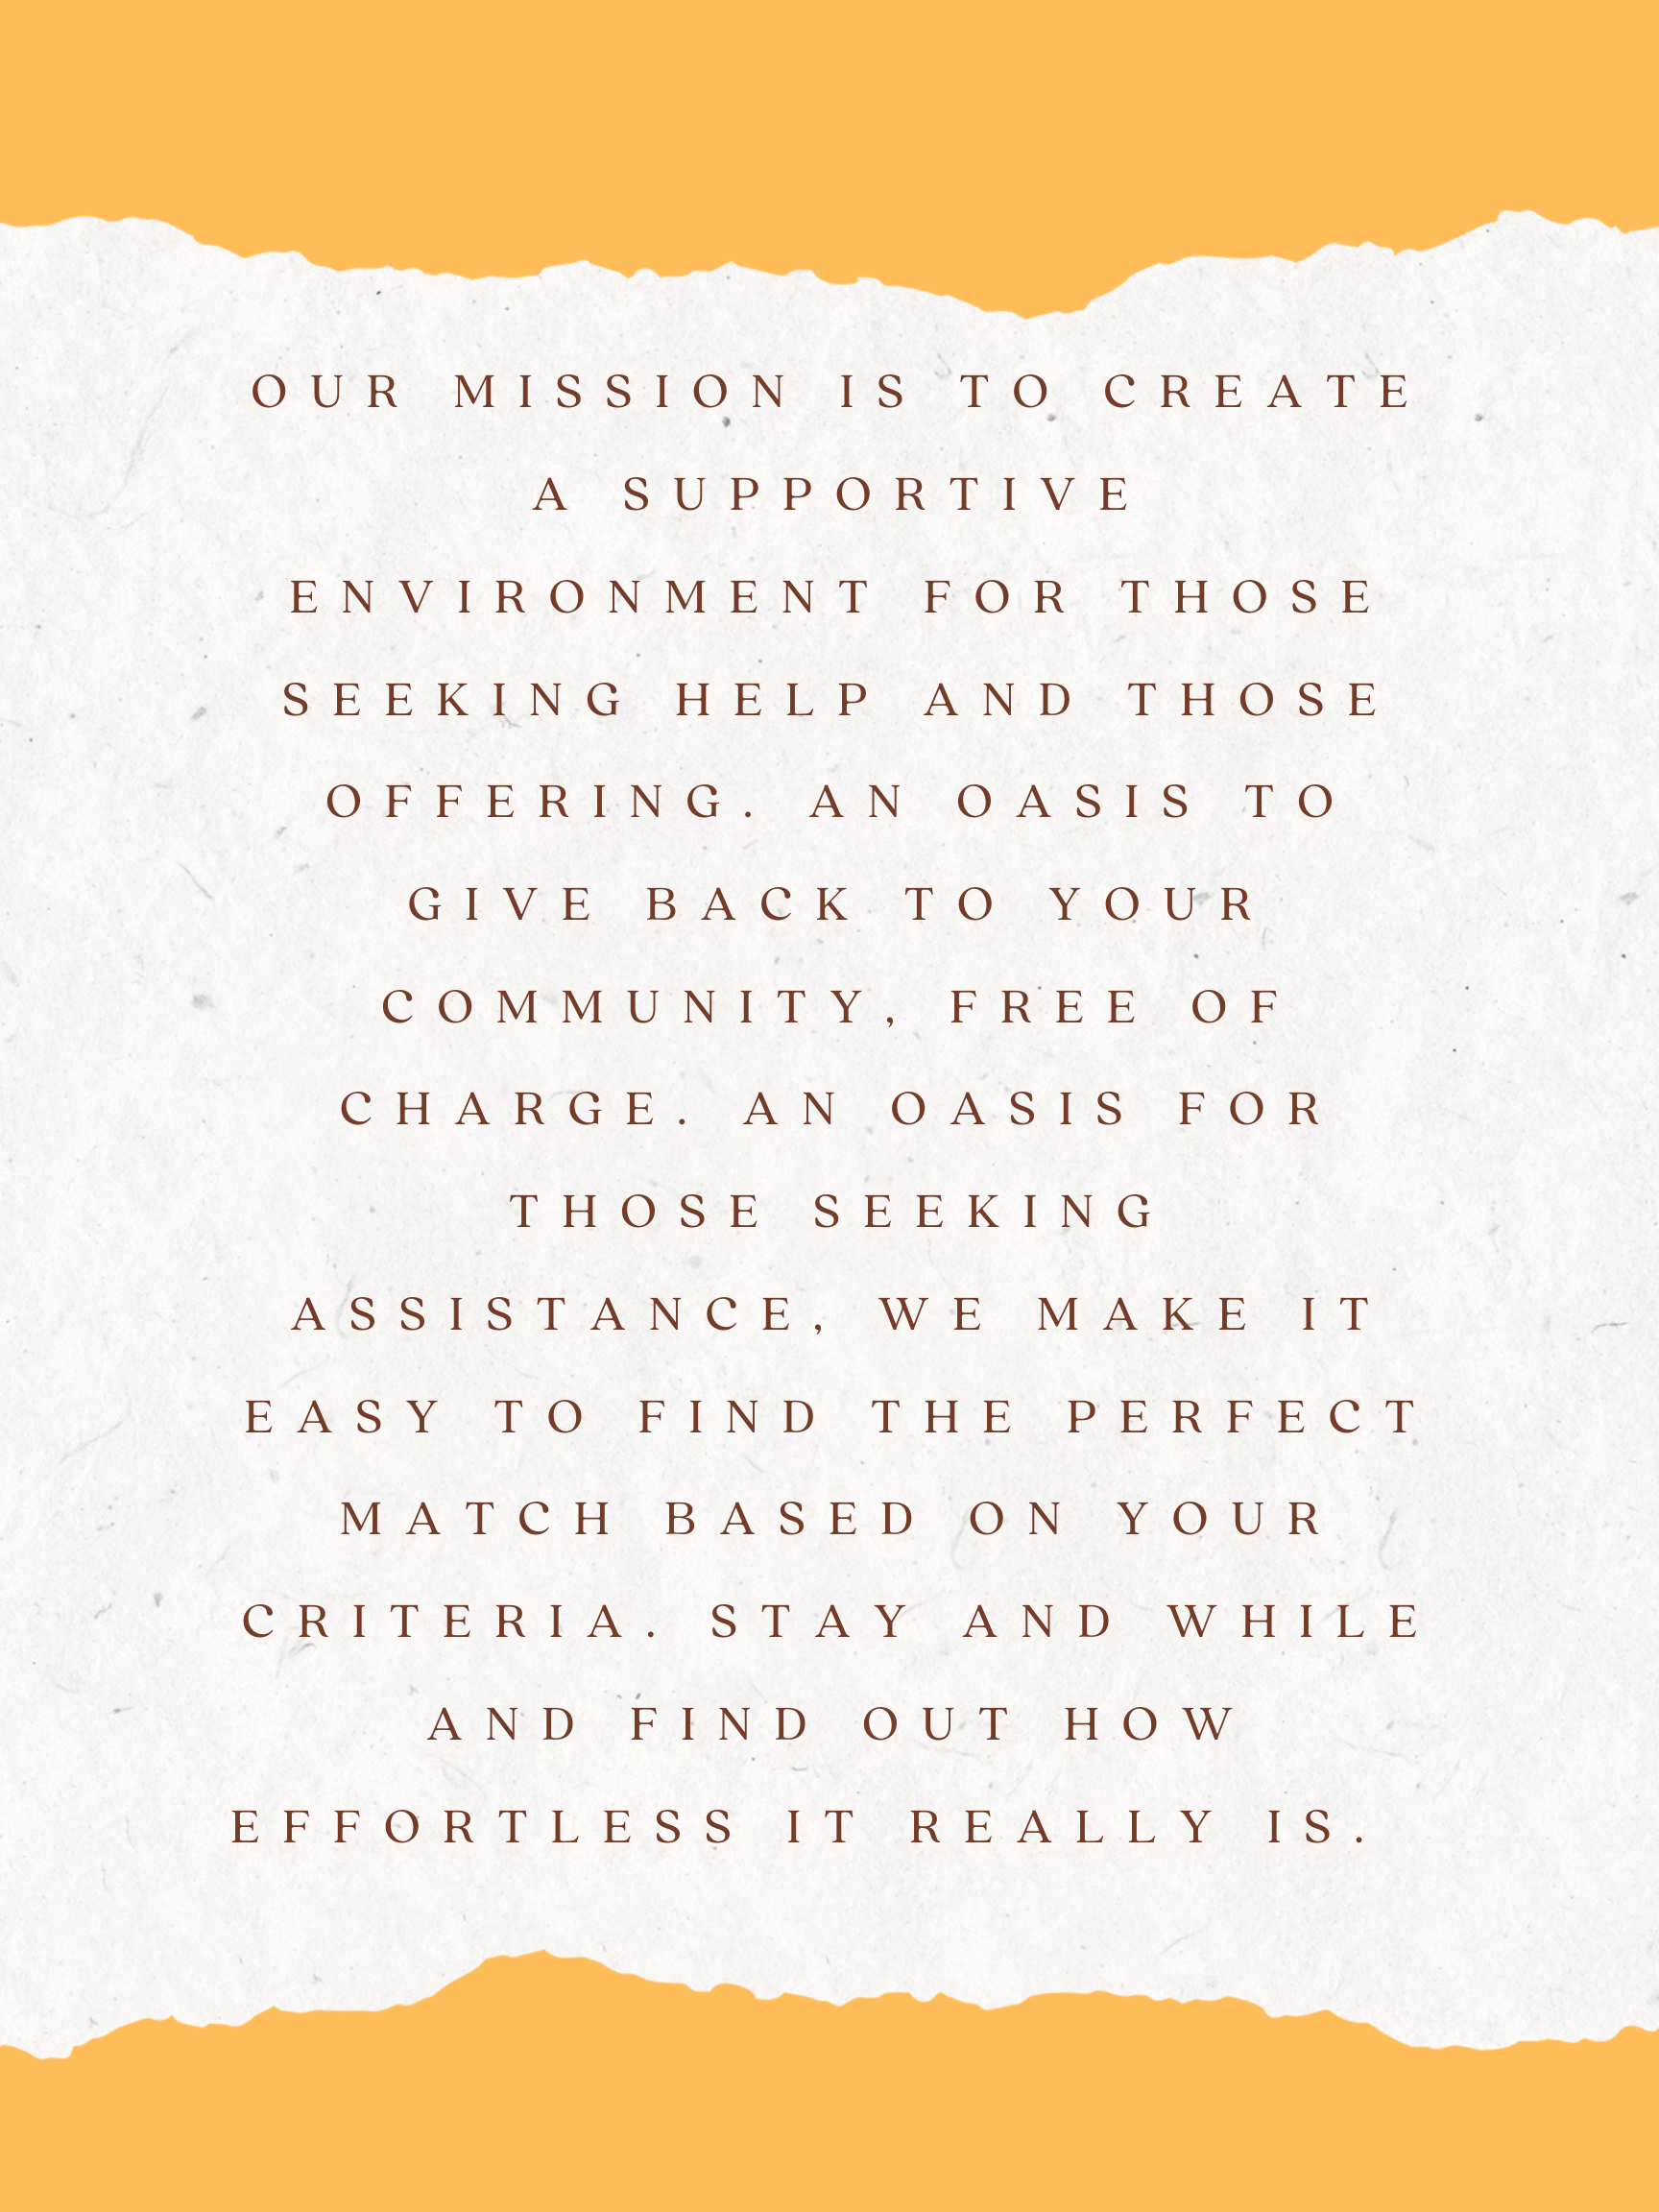 OUR MISSION IS TO CREATE
A SUPPORTIVE
ENVIRONMENT FOR THOSE
SEEKING HELP AND THOSE
OFFERING. AN OASIS TO
GIVE BACK TO YOUR
COMMUNITY, FREE OF
CHARGE. AN OASIS FOR
THOSE SEEKING
ASSISTANCE, WE MAKE IT
EASY TO FIND THE PERFECT
MATCH BASED ON YOUR
CRITERIA. STAY AND WHILE
AND FIND OUT HOW
EFFORTLESS IT REALLY IS.